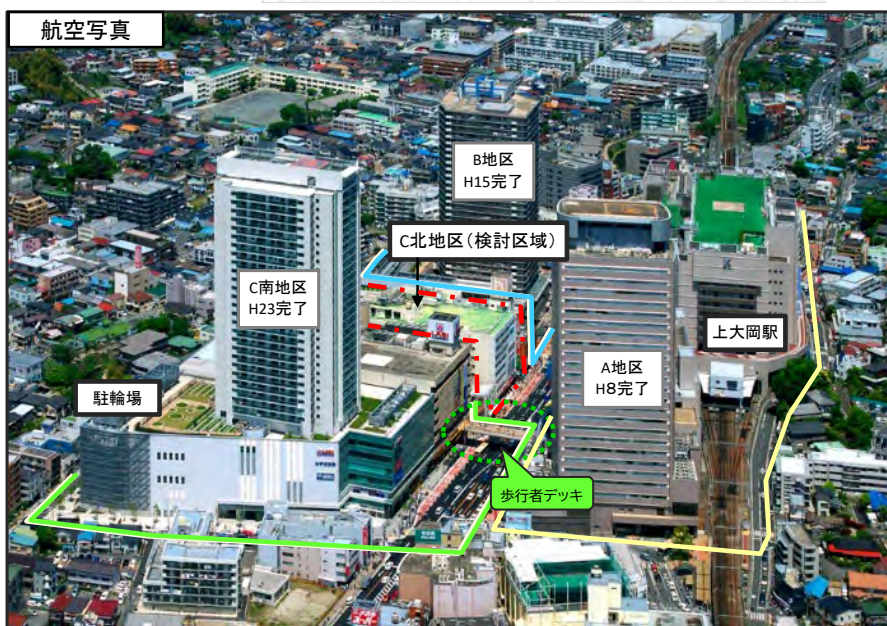 航空写真
B地区
H15完了
C北地区(検討区域)
C南地区
H23完了
上大岡駅
A地区
H8完了
駐輪場
歩行者デッキ